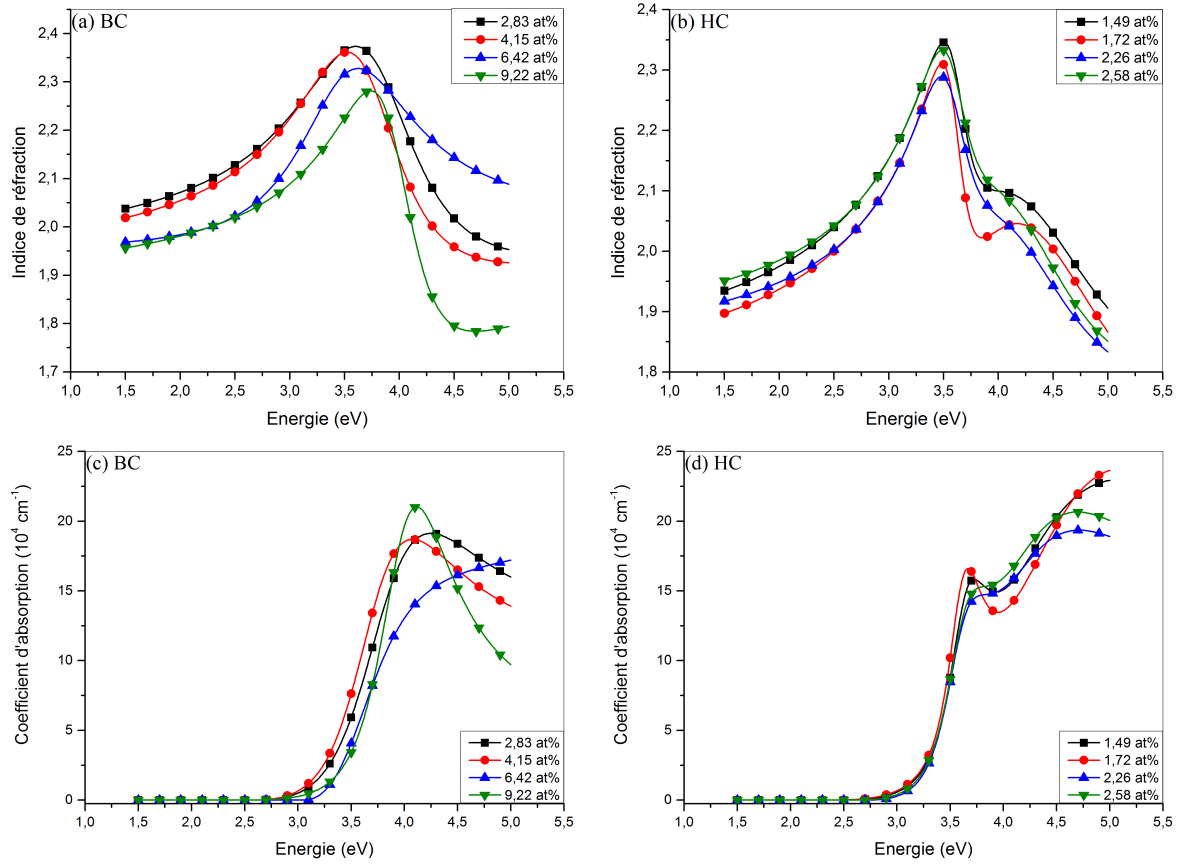 (a) BC
2,83 at%
4,15 at%
6,42 at%
9,22 at%
2,4
2,3
2,2
2,1
2,0
1,9
1,8
1,7
Indice de réfraction
1,0 1,5 2,0 2,5 3,0 3,5 4,0 4,5 5,0 5,5
Energie (eV)
(b) HC
1,49 at%
1,72 at%
2,26 at%
2,58 at%
2,4
2,3
2,2
2,1
2,0
1,9
1,8
Indice de réfraction
1,0 1,5 2,0 2,5 3,0 3,5 4,0 4,5 5,0 5,5
Energie (eV)
(c) BC
25
20
15
10
5
0
Coefficient d'absorption (10⁴ cm⁻¹)
2,83 at%
4,15 at%
6,42 at%
9,22 at%
1,0 1,5 2,0 2,5 3,0 3,5 4,0 4,5 5,0 5,5
Energie (eV)
(d) HC
25
20
15
10
5
0
Coefficient d'absorption (10⁴ cm⁻¹)
1,49 at%
1,72 at%
2,26 at%
2,58 at%
1,0 1,5 2,0 2,5 3,0 3,5 4,0 4,5 5,0 5,5
Energie (eV)